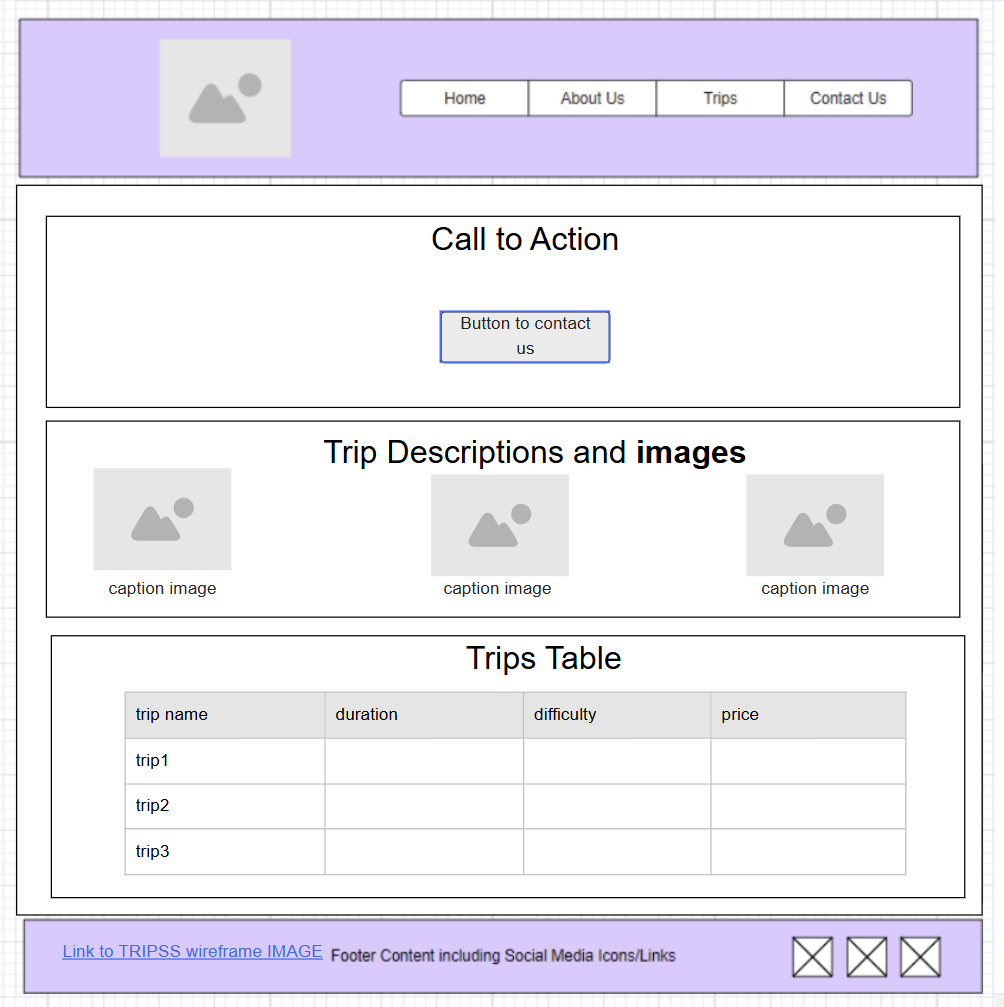 Home About Us Trips Contact Us
Call to Action
Button to contact
us
Trip Descriptions and images
caption image caption image caption image
Trips Table
trip name duration difficulty price
trip1
trip2
trip3
Link to TRIPSS wireframe IMAGE Footer Content including Social Media Icons/Links